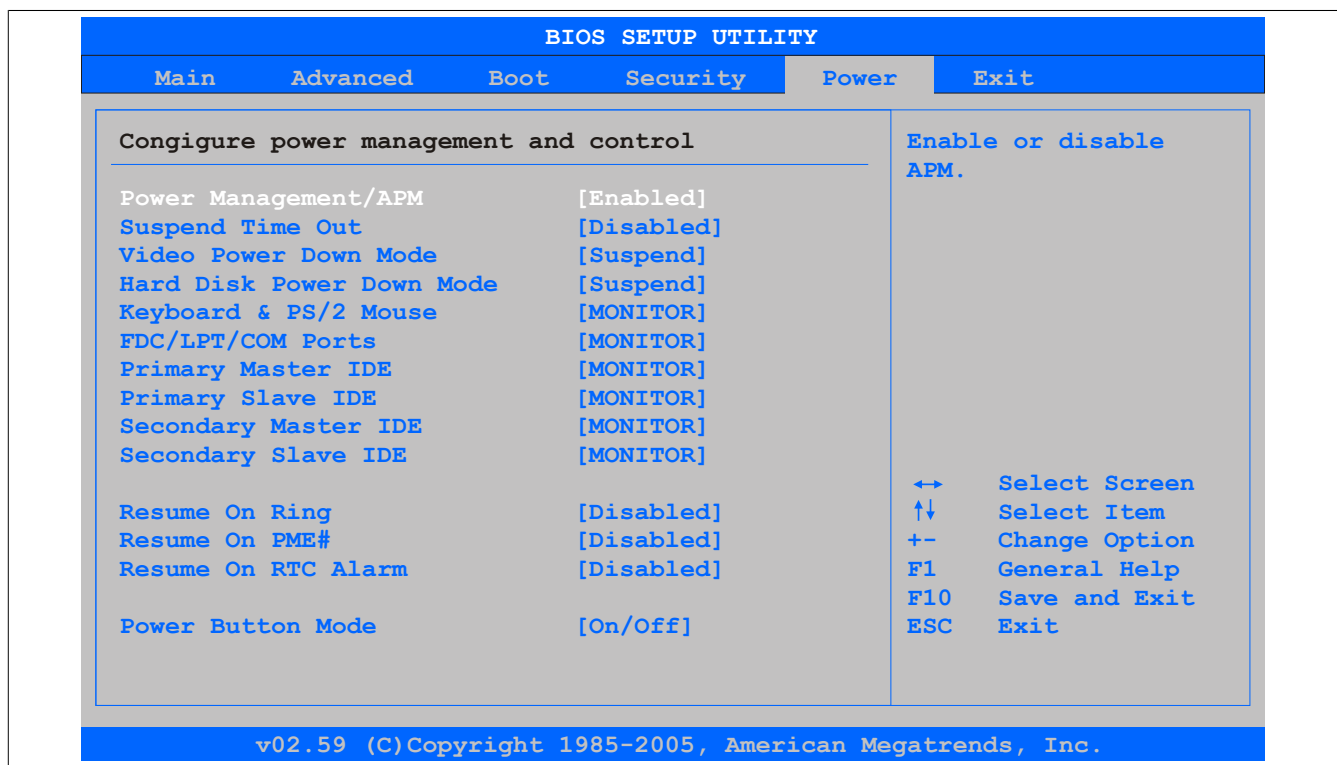 BIOS SETUP UTILITY
Main Advanced Boot Security Power Exit
Congigure power management and control
Power Management/APM [Enabled]
Suspend Time Out [Disabled]
Video Power Down Mode [Suspend]
Hard Disk Power Down Mode [Suspend]
Keyboard & PS/2 Mouse [MONITOR]
FDC/LPT/COM Ports [MONITOR]
Primary Master IDE [MONITOR]
Primary Slave IDE [MONITOR]
Secondary Master IDE [MONITOR]
Secondary Slave IDE [MONITOR]
Resume On Ring [Disabled]
Resume On PME# [Disabled]
Resume On RTC Alarm [Disabled]
Power Button Mode [On/Off]
Enable or disable
APM.
↔ Select Screen
↑↓ Select Item
+- Change Option
F1 General Help
F10 Save and Exit
ESC Exit
v02.59 (C)Copyright 1985-2005, American Megatrends, Inc.